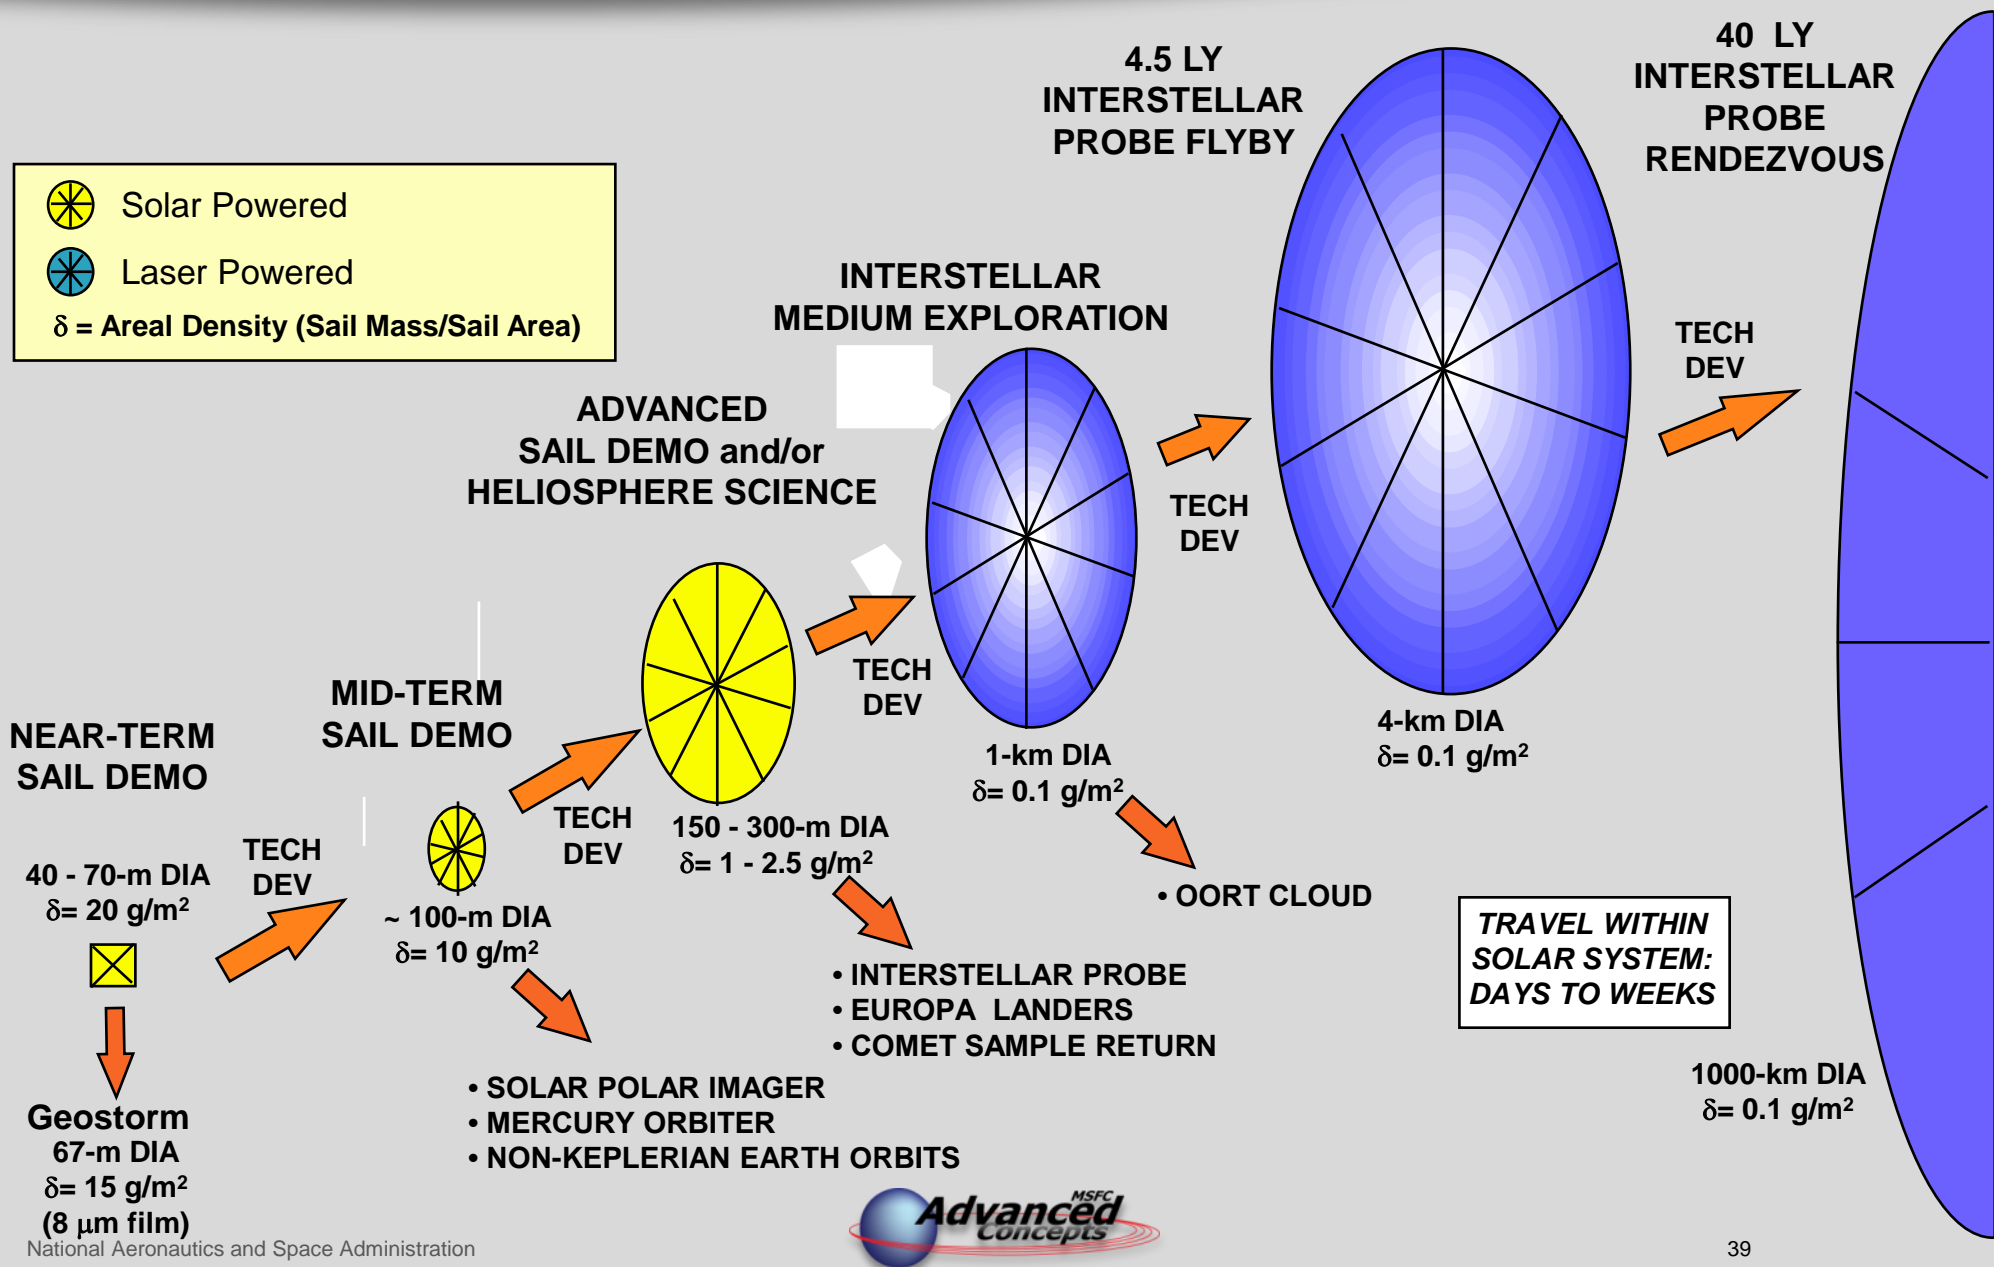 Solar Powered
Laser Powered
δ = Areal Density (Sail Mass/Sail Area)
NEAR-TERM
SAIL DEMO
40 - 70-m DIA
δ= 20 g/m²
Geostorm
67-m DIA
δ= 15 g/m²
(8 μm film)
TECH
DEV
MID-TERM
SAIL DEMO
~ 100-m DIA
δ= 10 g/m²
• SOLAR POLAR IMAGER
• MERCURY ORBITER
• NON-KEPLERIAN EARTH ORBITS
TECH
DEV
ADVANCED
SAIL DEMO and/or
HELIOSPHERE SCIENCE
150 - 300-m DIA
δ= 1 - 2.5 g/m²
• INTERSTELLAR PROBE
• EUROPA LANDERS
• COMET SAMPLE RETURN
TECH
DEV
INTERSTELLAR
MEDIUM EXPLORATION
1-km DIA
δ= 0.1 g/m²
• OORT CLOUD
TECH
DEV
4.5 LY
INTERSTELLAR
PROBE FLYBY
4-km DIA
δ= 0.1 g/m²
TECH
DEV
40 LY
INTERSTELLAR
PROBE
RENDEZVOUS
1000-km DIA
δ= 0.1 g/m²
TRAVEL WITHIN
SOLAR SYSTEM:
DAYS TO WEEKS
MSFC
Advanced
Concepts
National Aeronautics and Space Administration
39